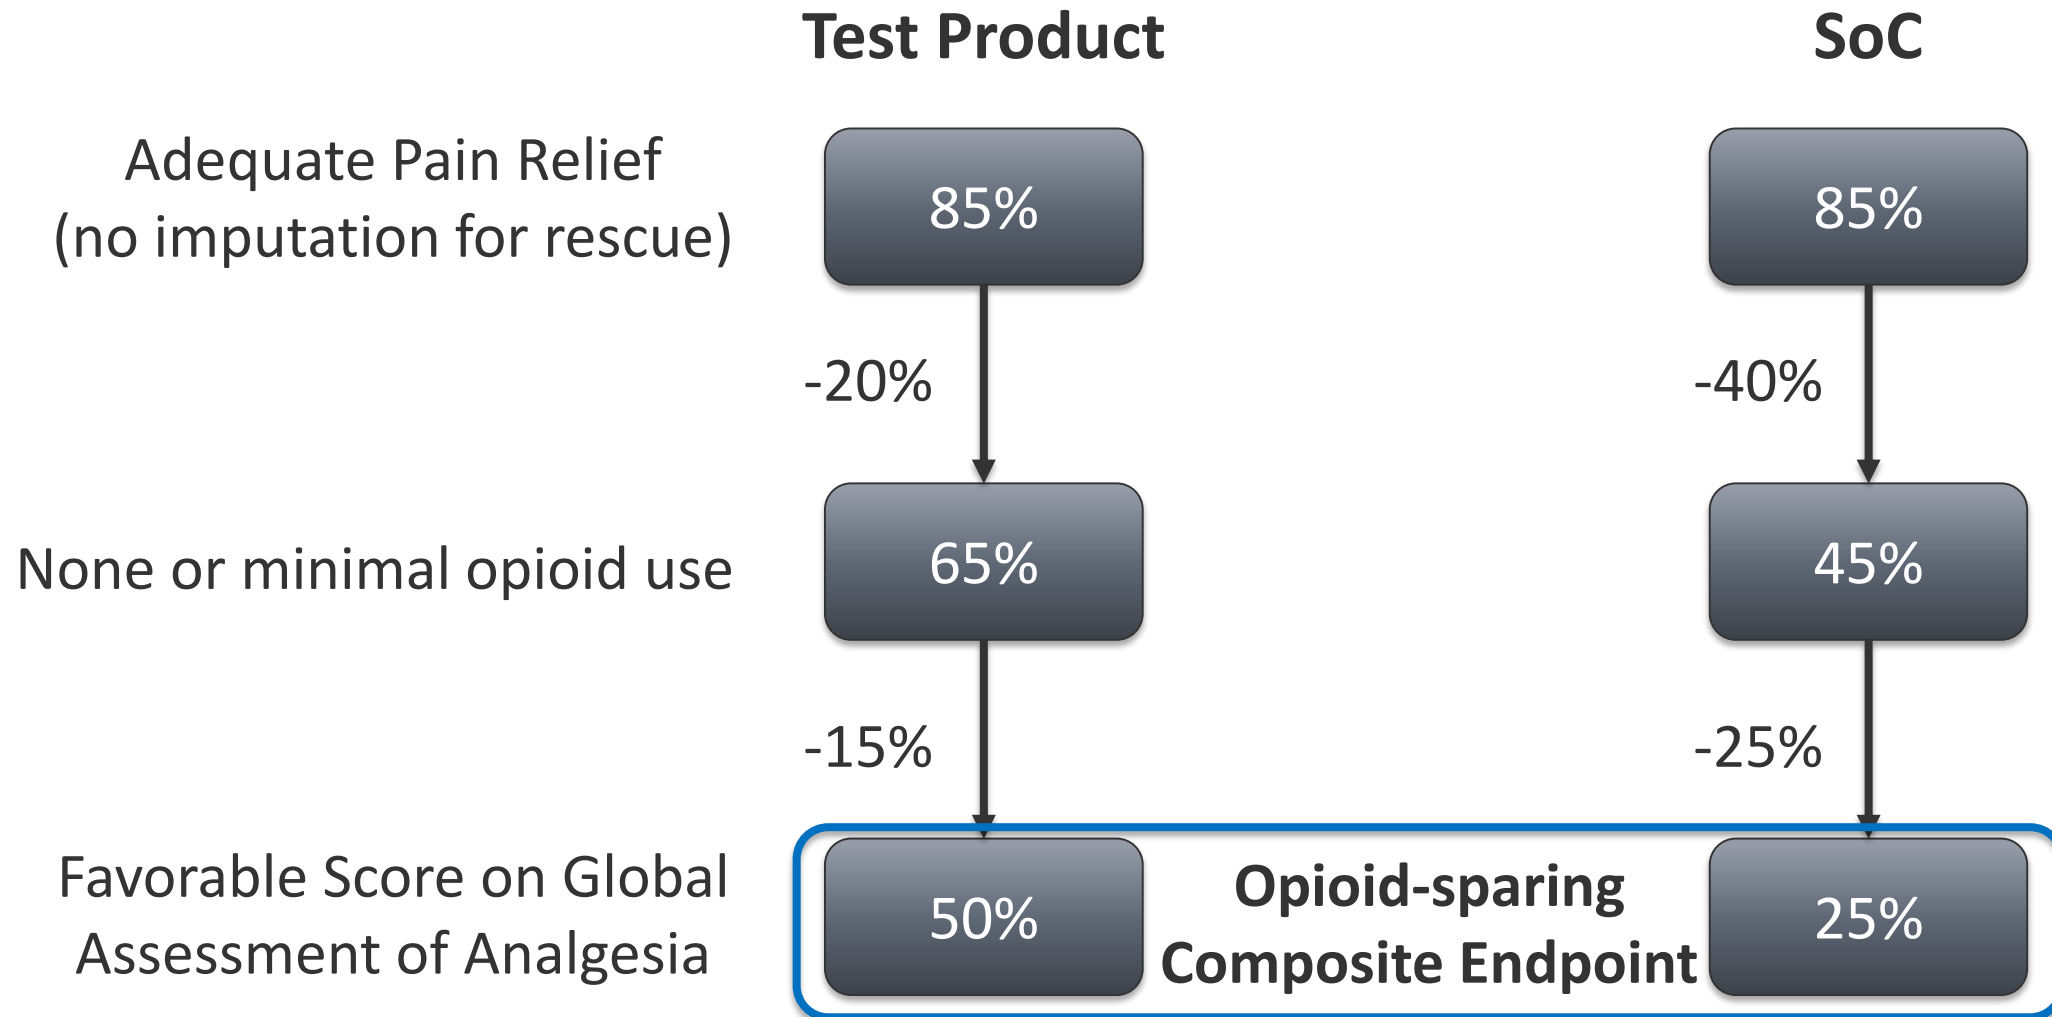 Test Product
SoC
Adequate Pain Relief
(no imputation for rescue)
85%
85%
-20%
-40%
None or minimal opioid use
65%
45%
-15%
-25%
Favorable Score on Global
Assessment of Analgesia
50%
Opioid-sparing
Composite Endpoint
25%